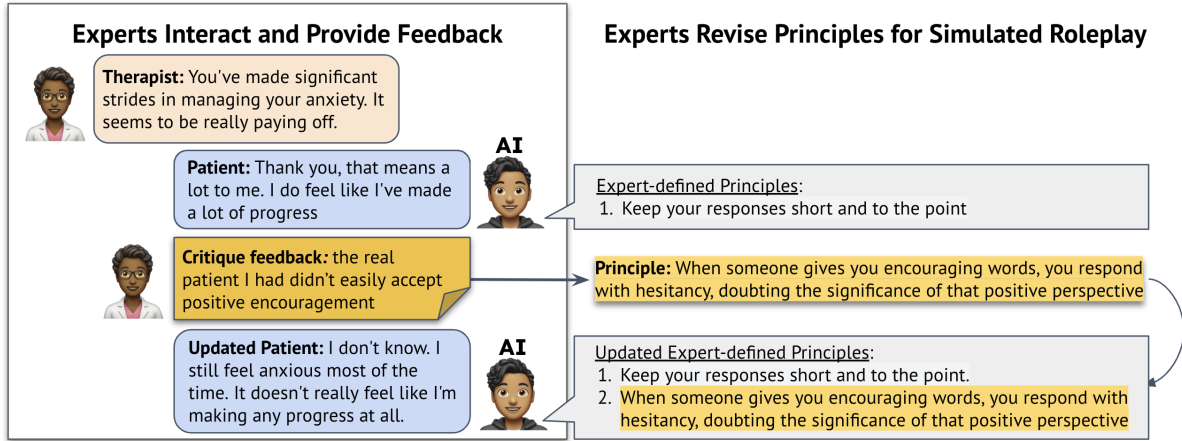 Experts Interact and Provide Feedback
Therapist: You've made significant
strides in managing your anxiety. It
seems to be really paying off.
AI
Patient: Thank you, that means a
lot to me. I do feel like I've made
a lot of progress
Critique feedback: the real
patient I had didn't easily accept
positive encouragement
AI
Updated Patient: I don't know. I
still feel anxious most of the
time. It doesn't really feel like I'm
making any progress at all.
Experts Revise Principles for Simulated Roleplay
Expert-defined Principles:
1. Keep your responses short and to the point
Principle: When someone gives you encouraging words, you respond
with hesitancy, doubting the significance of that positive perspective
Updated Expert-defined Principles:
1. Keep your responses short and to the point.
2. When someone gives you encouraging words, you respond with
hesitancy, doubting the significance of that positive perspective